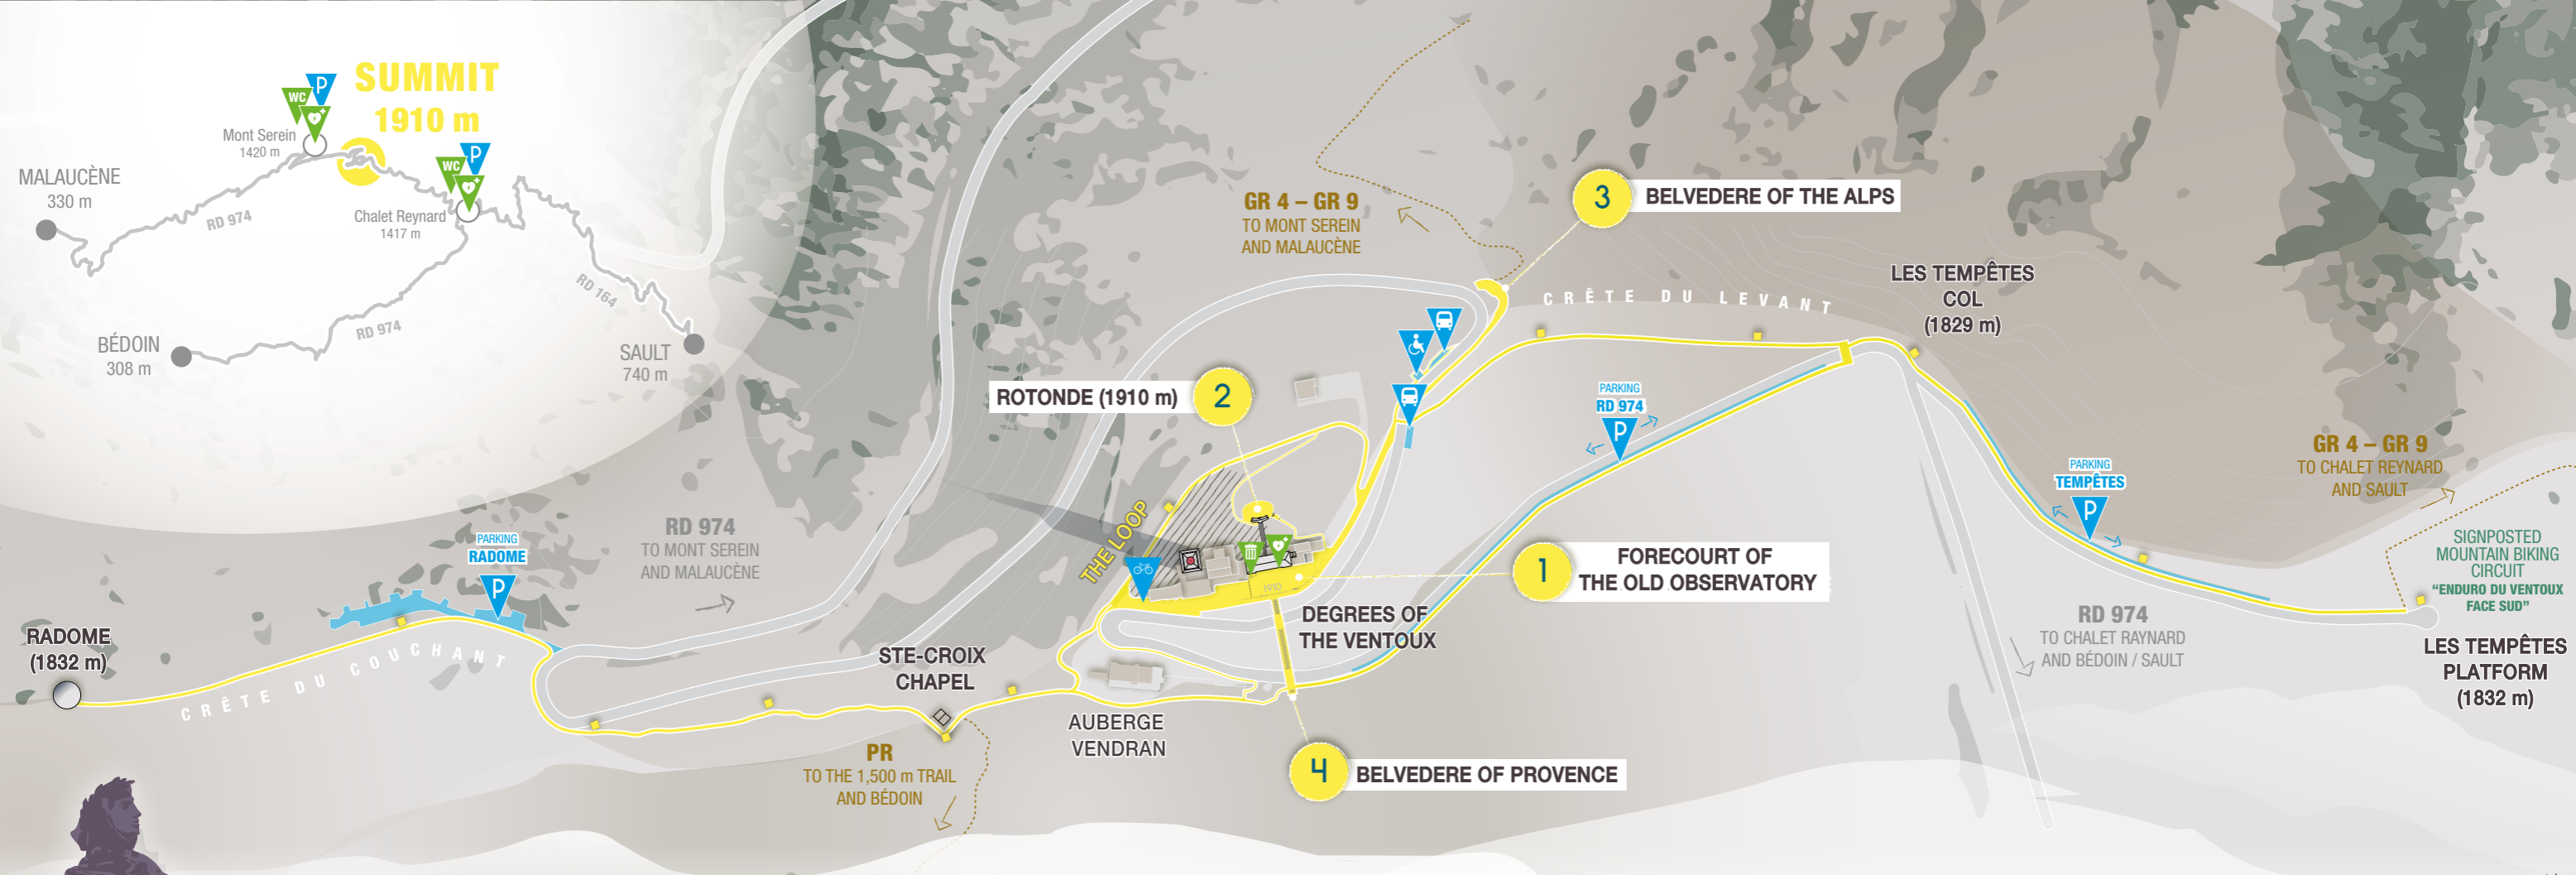 SUMMIT
1910 m
WC
P
Mont Serein
1420 m
WC
P
MALAUCÈNE
330 m
RD 974
Chalet Reynard
1417 m
RD 164
RD 974
BÉDOIN
308 m
SAULT
740 m
GR 4 – GR 9
TO MONT SEREIN
AND MALAUCÈNE
3
BELVEDERE OF THE ALPS
CRÊTE DU LEVANT
LES TEMPÊTES
COL
(1829 m)
2
ROTONDE (1910 m)
PARKING
RD 974
P
GR 4 – GR 9
TO CHALET REYNARD
AND SAULT
PARKING
TEMPÊTES
P
THE LOOP
RD 974
TO MONT SEREIN
AND MALAUCÈNE
PARKING
RADOME
P
1910
1
FORECOURT OF
THE OLD OBSERVATORY
SIGNPOSTED
MOUNTAIN BIKING
CIRCUIT
“ENDURO DU VENTOUX
FACE SUD”
DEGREES OF
THE VENTOUX
RD 974
TO CHALET RAYNARD
AND BÉDOIN / SAULT
RADOME
(1832 m)
CRÊTE DU COUCHANT
STE-CROIX
CHAPEL
LES TEMPÊTES
PLATFORM
(1832 m)
AUBERGE
VENDRAN
PR
TO THE 1,500 m TRAIL
AND BÉDOIN
4
BELVEDERE OF PROVENCE